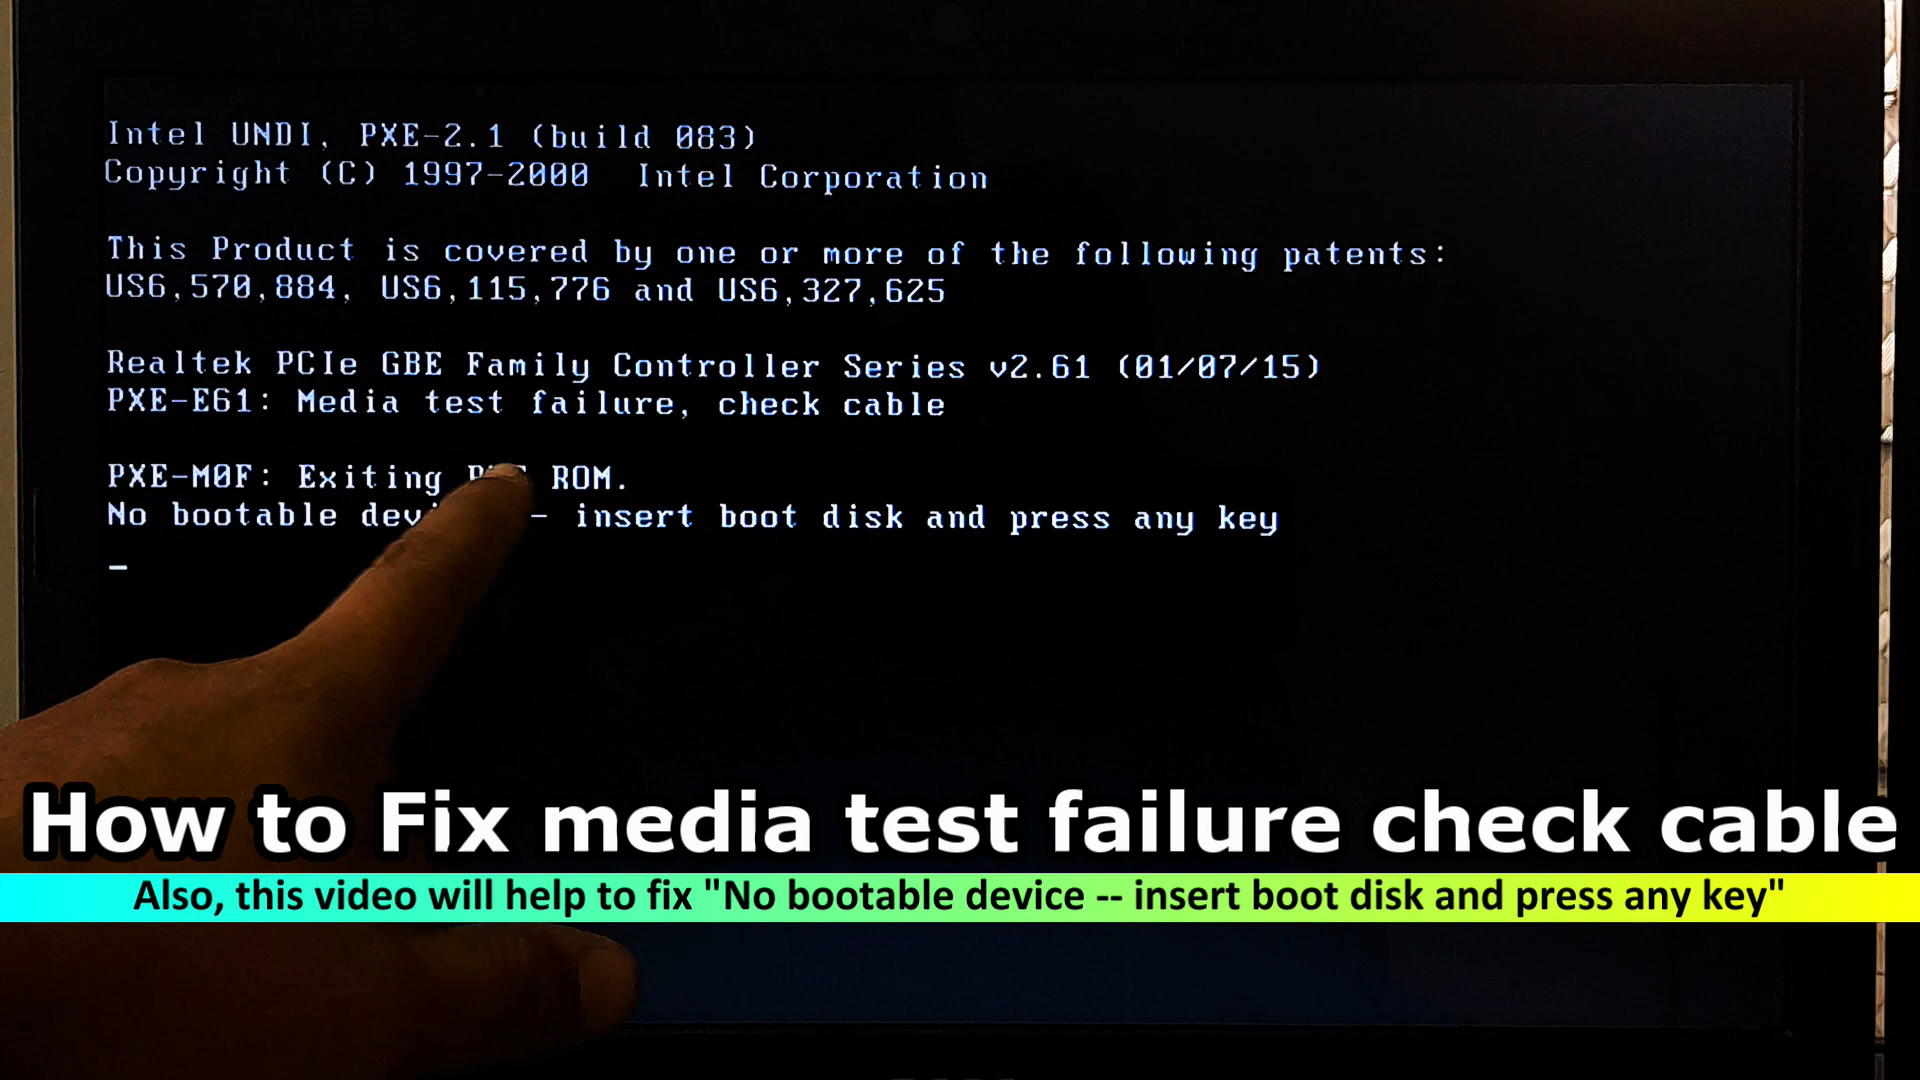 Intel UNDI, PXE-2.1 (build 083)
Copyright (C) 1997-2000 Intel Corporation
This Product is covered by one or more of the following patents:
US6,570,884, US6,115,776 and US6,327,625
Realtek PCIe GBE Family Controller Series v2.61 (01/07/15)
PXE-E61: Media test failure, check cable
PXE-M0F: Exiting ROM.
No bootable - insert boot disk and press any key
How to Fix media test failure check cable
Also, this video will help to fix "No bootable device -- insert boot disk and press any key"